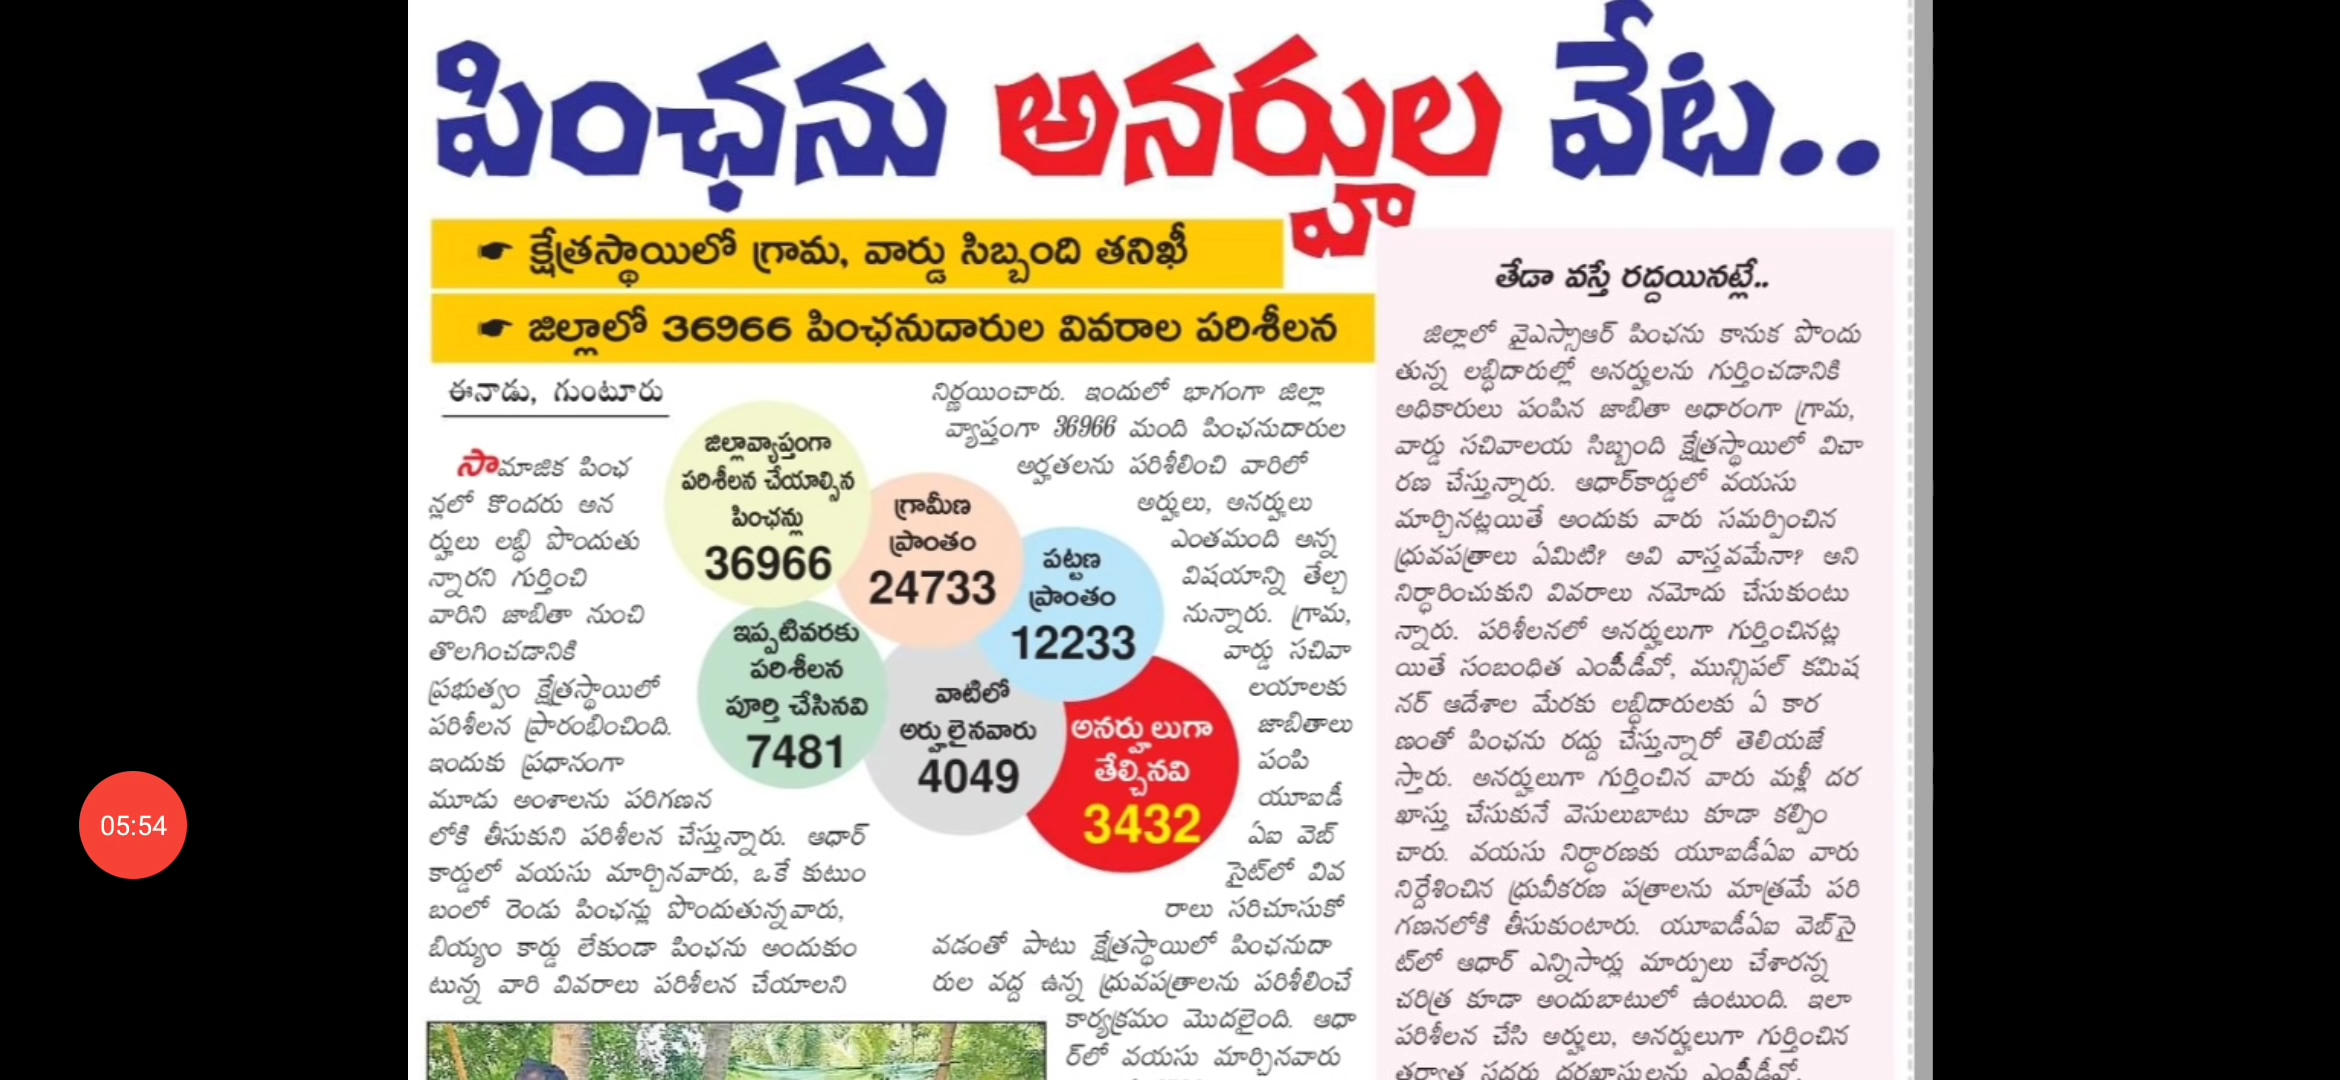 పింఛను అనర్హుల వేట..
☛ క్షేత్రస్థాయిలో గ్రామ, వార్డు సిబ్బంది తనిఖీ
☛ జిల్లాలో 36966 పింఛనుదారుల వివరాల పరిశీలన
ఈనాడు, గుంటూరు
సామాజిక పింఛ
న్లలో కొందరు అన
ర్హులు లబ్ధి పొందుతు
న్నారని గుర్తించి
వారిని జాబితా నుంచి
తొలగించడానికి
ప్రభుత్వం క్షేత్రస్థాయిలో
పరిశీలన ప్రారంభించింది.
ఇందుకు ప్రధానంగా
మూడు అంశాలను పరిగణన
లోకి తీసుకుని పరిశీలన చేస్తున్నారు. ఆధార్
కార్డులో వయసు మార్చినవారు, ఒకే కుటుం
బంలో రెండు పింఛన్లు పొందుతున్నవారు,
బియ్యం కార్డు లేకుండా పింఛను అందుకుం
టున్న వారి వివరాలు పరిశీలన చేయాలని
జిల్లావ్యాప్తంగా
పరిశీలన చేయాల్సిన
పింఛన్లు
36966
గ్రామీణ
ప్రాంతం
24733
పట్టణ
ప్రాంతం
12233
ఇప్పటివరకు
పరిశీలన
పూర్తి చేసినవి
7481
వాటిలో
అర్హులైనవారు
4049
అనర్హులుగా
తేల్చినవి
3432
నిర్ణయించారు. ఇందులో భాగంగా జిల్లా
వ్యాప్తంగా 36966 మంది పింఛనుదారుల
అర్హతలను పరిశీలించి వారిలో
అర్హులు, అనర్హులు
ఎంతమంది అన్న
విషయాన్ని తేల్చ
నున్నారు. గ్రామ,
వార్డు సచివా
లయాలకు
జాబితాలు
పంపి
యూఐడీ
ఏఐ వెబ్
సైట్‌లో వివ
రాలు సరిచూసుకో
వడంతో పాటు క్షేత్రస్థాయిలో పింఛనుదా
రుల వద్ద ఉన్న ధ్రువపత్రాలను పరిశీలించే
కార్యక్రమం మొదలైంది. ఆధా
ర్‌లో వయసు మార్చినవారు
తేడా వస్తే రద్దయినట్లే..
జిల్లాలో వైఎస్సాఆర్ పింఛను కానుక పొందు
తున్న లబ్ధిదారుల్లో అనర్హులను గుర్తించడానికి
అధికారులు పంపిన జాబితా అధారంగా గ్రామ,
వార్డు సచివాలయ సిబ్బంది క్షేత్రస్థాయిలో విచా
రణ చేస్తున్నారు. ఆధార్‌కార్డులో వయసు
మార్చినట్లయితే అందుకు వారు సమర్పించిన
ధ్రువపత్రాలు ఏమిటి? అవి వాస్తవమేనా? అని
నిర్ధారించుకుని వివరాలు నమోదు చేసుకుంటు
న్నారు. పరిశీలనలో అనర్హులుగా గుర్తించినట్ల
యితే సంబంధిత ఎంపీడీవో, మున్సిపల్ కమిష
నర్ ఆదేశాల మేరకు లబ్ధిదారులకు ఏ కార
ణంతో పింఛను రద్దు చేస్తున్నారో తెలియజే
స్తారు. అనర్హులుగా గుర్తించిన వారు మళ్లీ దర
ఖాస్తు చేసుకునే వెసులుబాటు కూడా కల్పిం
చారు. వయసు నిర్ధారణకు యూఐడీఏఐ వారు
నిర్దేశించిన ధ్రువీకరణ పత్రాలను మాత్రమే పరి
గణనలోకి తీసుకుంటారు. యూఐడీఏఐ వెబ్‌సై
ట్‌లో ఆధార్ ఎన్నిసార్లు మార్పులు చేశారన్న
చరిత్ర కూడా అందుబాటులో ఉంటుంది. ఇలా
పరిశీలన చేసి అర్హులు, అనర్హులుగా గుర్తించిన
తర్వాత సదరు దరఖాస్తులను ఎంపీడీవో,
05:54